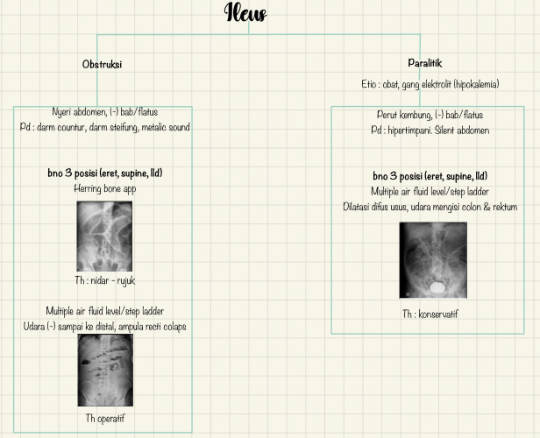 Ileus
Obstruksi
Nyeri abdomen, (-) bab/flatus
Pd : darm countur, darm steifung, metalic sound
bno 3 posisi (eret, supine, lld)
Herring bone app
Th : nidar - rujuk
Multiple air fluid level/step ladder
Udara (-) sampai ke distal, ampula recti colaps
Th operatif
Paralitik
Etio : obat, gang elektrolit (hipokalemia)
Perut kembung, (-) bab/flatus
Pd : hipertimpani. Silent abdomen
bno 3 posisi (eret, supine, lld)
Multiple air fluid level/step ladder
Dilatasi difus usus, udara mengisi colon & rektum
Th : konservatif